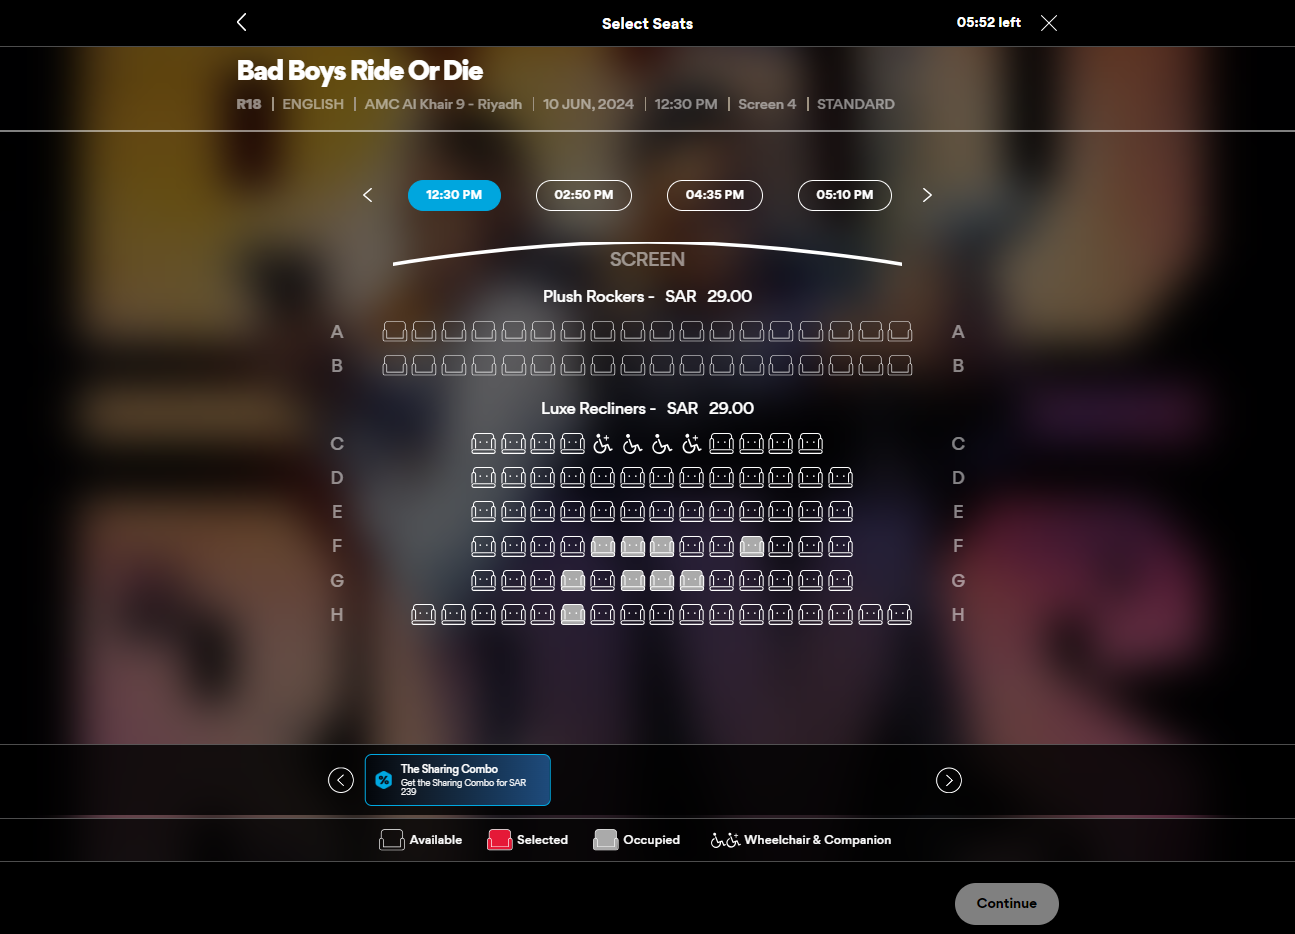 Select Seats
05:52 left
Bad Boys Ride Or Die
R18 | ENGLISH | AMC Al Khair 9 - Riyadh | 10 JUN, 2024 | 12:30 PM | Screen 4 | STANDARD
12:30 PM 02:50 PM 04:35 PM 05:10 PM
SCREEN
Plush Rockers - SAR 29.00
A A
B B
Luxe Recliners - SAR 29.00
C C
D D
E E
F F
G G
H H
The Sharing Combo
Get the Sharing Combo for SAR
239
Available Selected Occupied Wheelchair & Companion
Continue